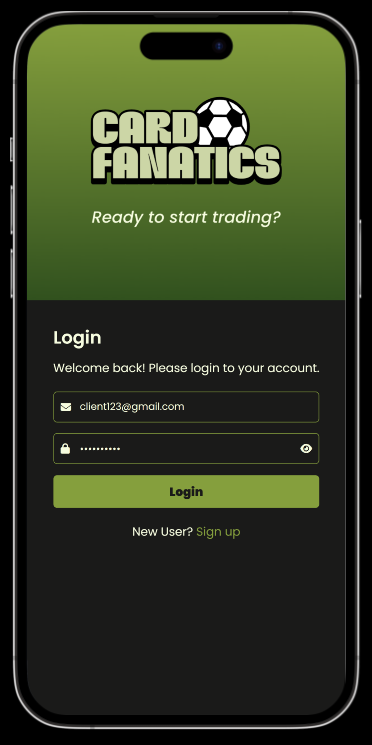 CARD
FANATICS
Ready to start trading?
Login
Welcome back! Please login to your account.
client123@gmail.com
••••••••••
Login
New User? Sign up